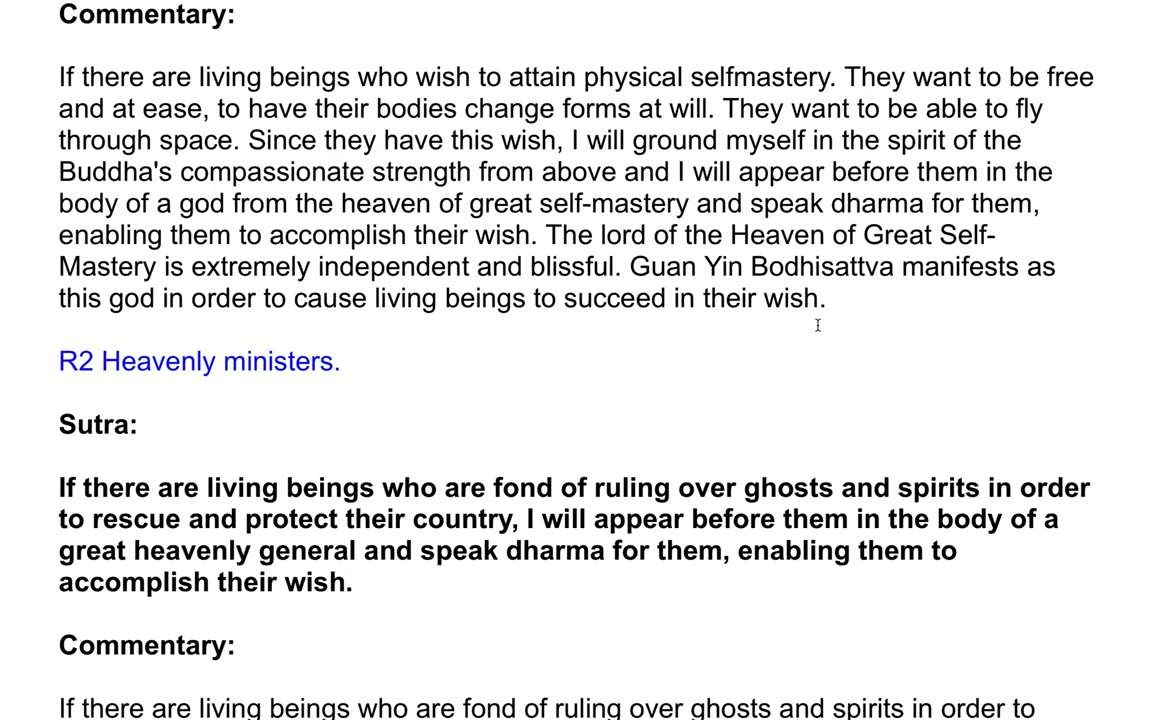 Commentary:
If there are living beings who wish to attain physical selfmastery. They want to be free
and at ease, to have their bodies change forms at will. They want to be able to fly
through space. Since they have this wish, I will ground myself in the spirit of the
Buddha's compassionate strength from above and I will appear before them in the
body of a god from the heaven of great self-mastery and speak dharma for them,
enabling them to accomplish their wish. The lord of the Heaven of Great Self-
Mastery is extremely independent and blissful. Guan Yin Bodhisattva manifests as
this god in order to cause living beings to succeed in their wish.
R2 Heavenly ministers.
Sutra:
If there are living beings who are fond of ruling over ghosts and spirits in order
to rescue and protect their country, I will appear before them in the body of a
great heavenly general and speak dharma for them, enabling them to
accomplish their wish.
Commentary:
If there are living beings who are fond of ruling over ghosts and spirits in order to